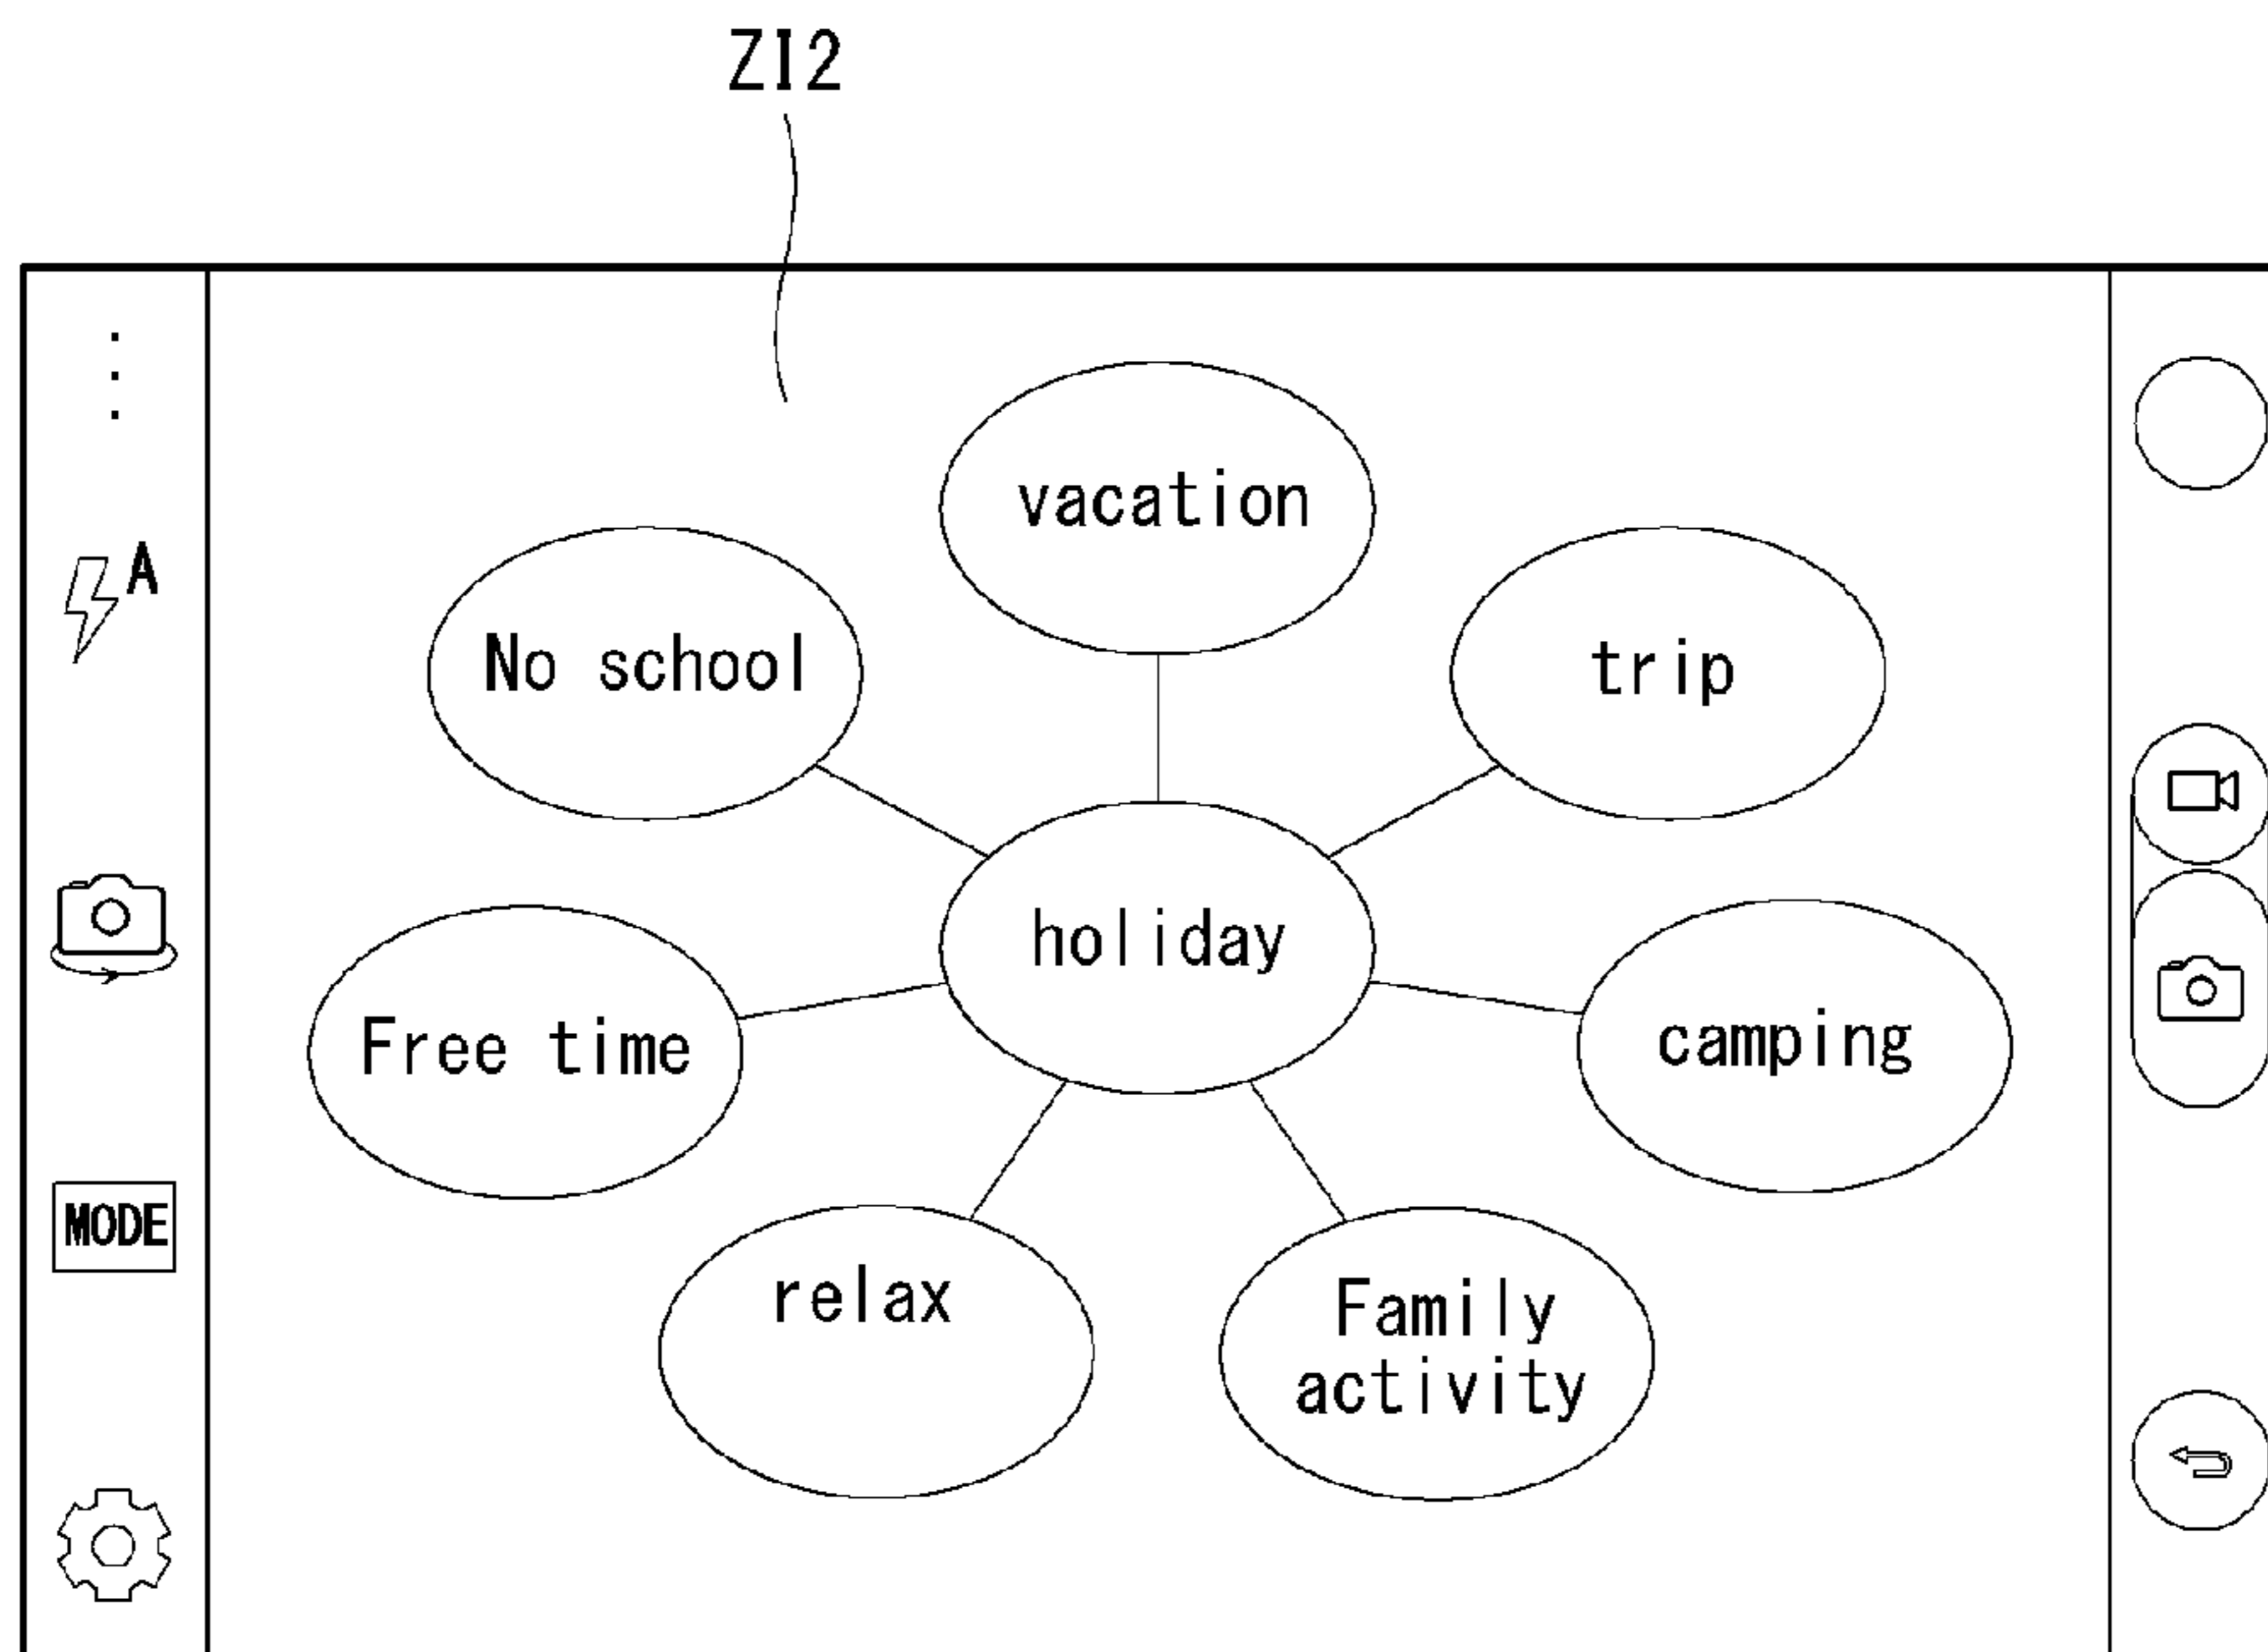 ZI2
A
MODE
vacation
No school
trip
holiday
Free time
camping
relax
Family
activity